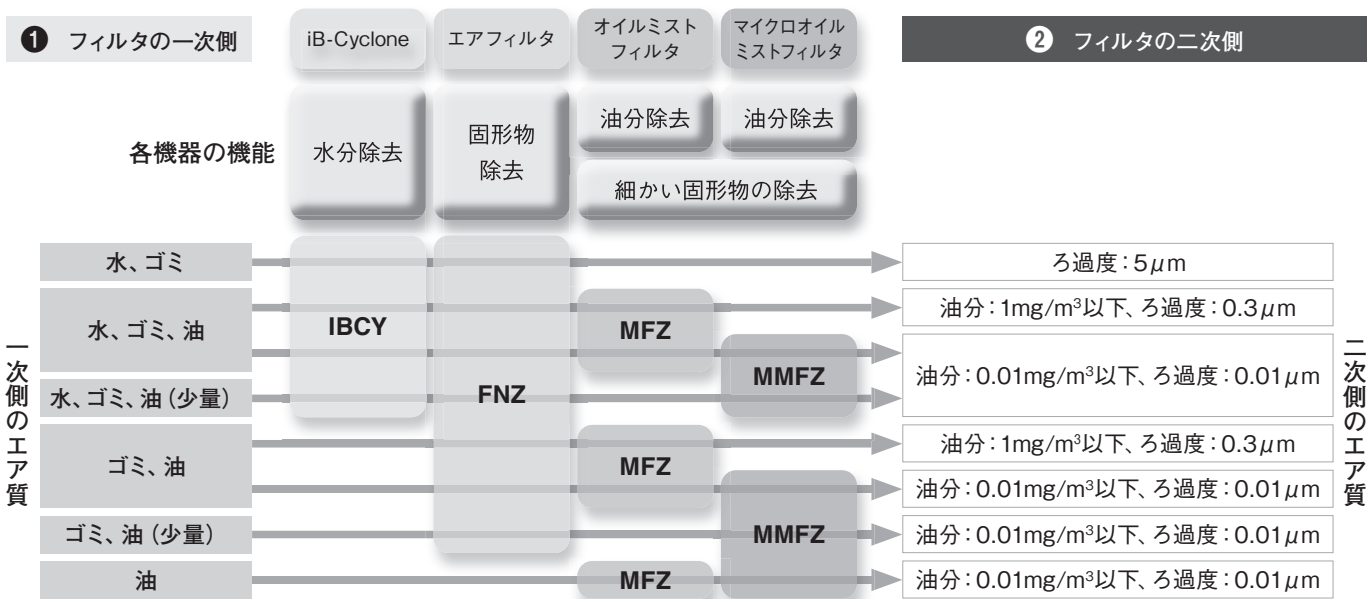 ❶ フィルタの一次側
iB-Cyclone
エアフィルタ
オイルミスト
フィルタ
マイクロオイル
ミストフィルタ
❷ フィルタの二次側
各機器の機能
水分除去
固形物
除去
油分除去
油分除去
細かい固形物の除去
一次側のエア質
水、ゴミ
水、ゴミ、油
水、ゴミ、油（少量）
ゴミ、油
ゴミ、油（少量）
油
IBCY
FNZ
MFZ
MMFZ
MFZ
MMFZ
MFZ
ろ過度：5μm
油分：1mg/m³以下、ろ過度：0.3μm
油分：0.01mg/m³以下、ろ過度：0.01μm
油分：1mg/m³以下、ろ過度：0.3μm
油分：0.01mg/m³以下、ろ過度：0.01μm
油分：0.01mg/m³以下、ろ過度：0.01μm
油分：0.01mg/m³以下、ろ過度：0.01μm
二次側のエア質